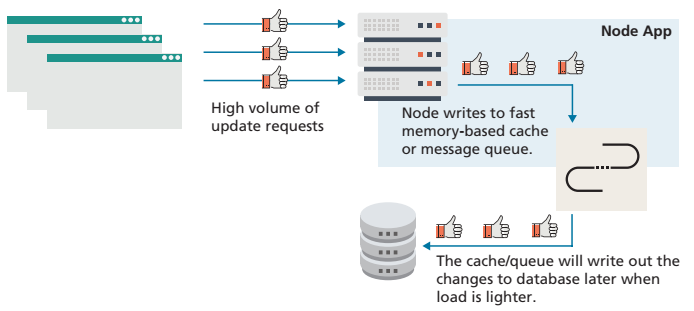 Node App
High volume of
update requests
Node writes to fast
memory-based cache
or message queue.
The cache/queue will write out the
changes to database later when
load is lighter.